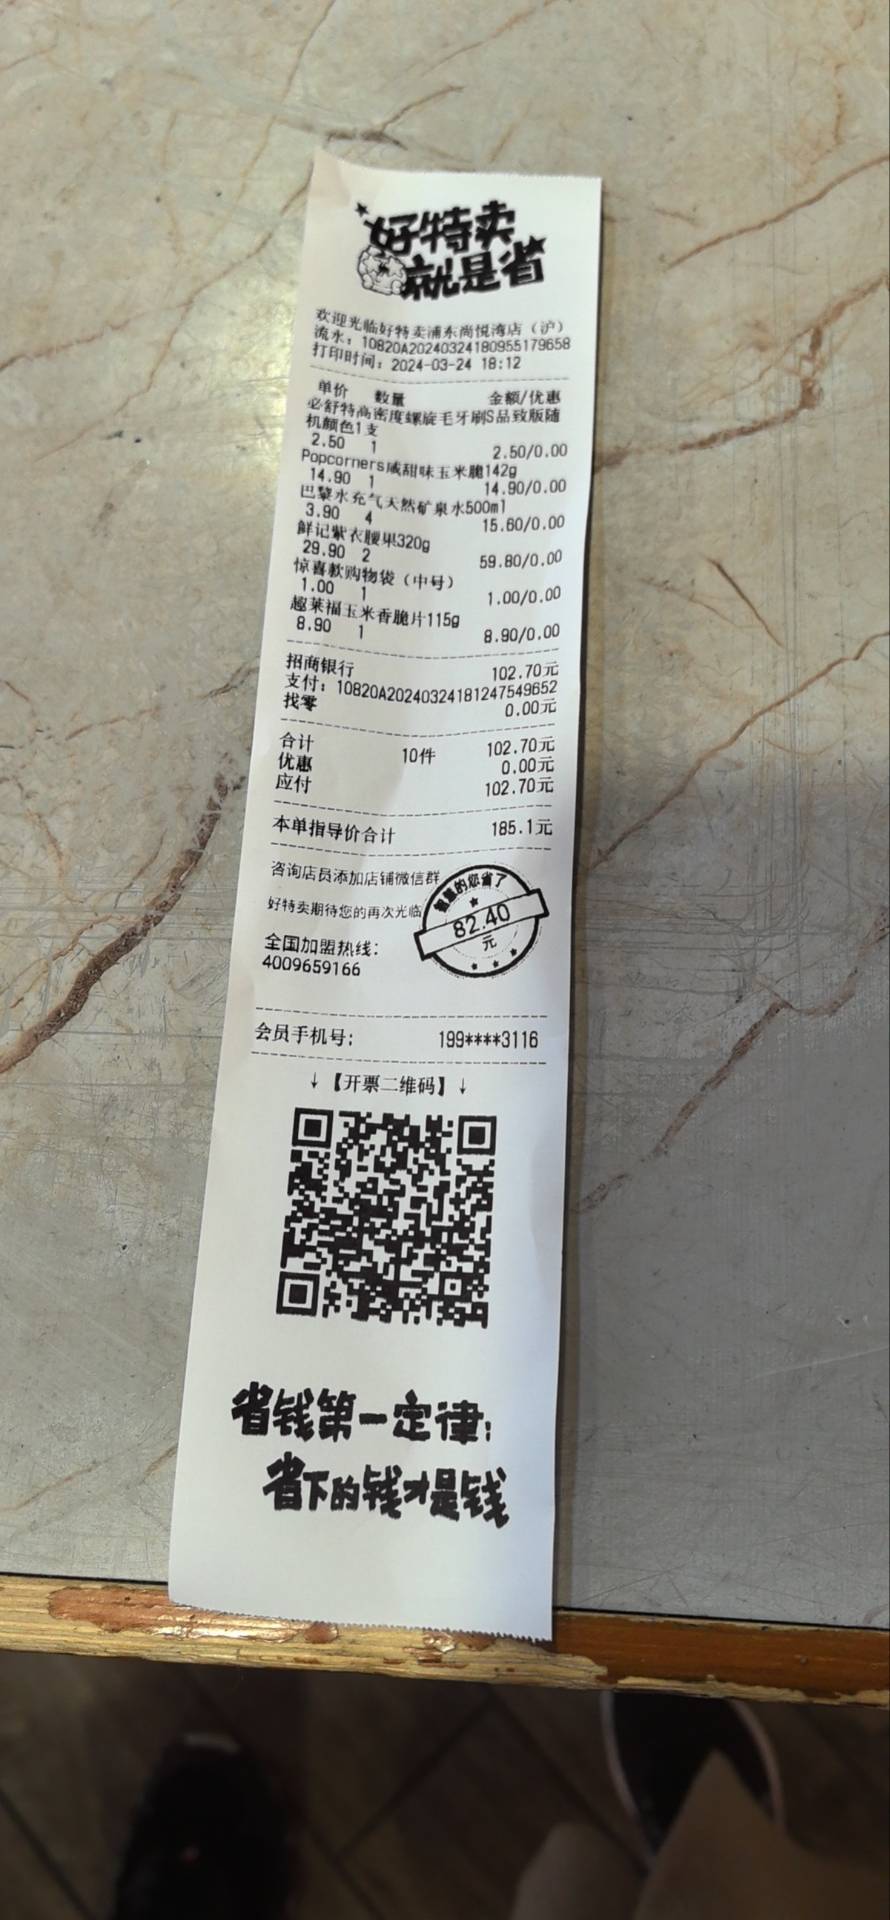 好特卖
就是省
欢迎光临好特卖浦东尚悦湾店（沪）
流水：10820A20240324180955179658
打印时间：2024-03-24 18:12
单价 数量 金额/优惠
必舒特高密度螺旋毛牙刷S品致版随
机颜色1支
2.50 1 2.50/0.00
Popcorners咸甜味玉米脆142g
14.90 1 14.90/0.00
巴黎水充气天然矿泉水500ml
3.90 4 15.60/0.00
鲜记紫衣腰果320g
29.90 2 59.80/0.00
惊喜款购物袋（中号）
1.00 1 1.00/0.00
趣莱福玉米香脆片115g
8.90 1 8.90/0.00
招商银行 102.70元
支付：10820A20240324181247549652
找零 0.00元
合计 10件 102.70元
优惠 0.00元
应付 102.70元
本单指导价合计 185.1元
咨询店员添加店铺微信群
好特卖期待您的再次光临
的您省了
82.40
元
全国加盟热线：
4009659166
会员手机号： 199****3116
↓【开票二维码】↓
省钱第一定律：
省下的钱才是钱